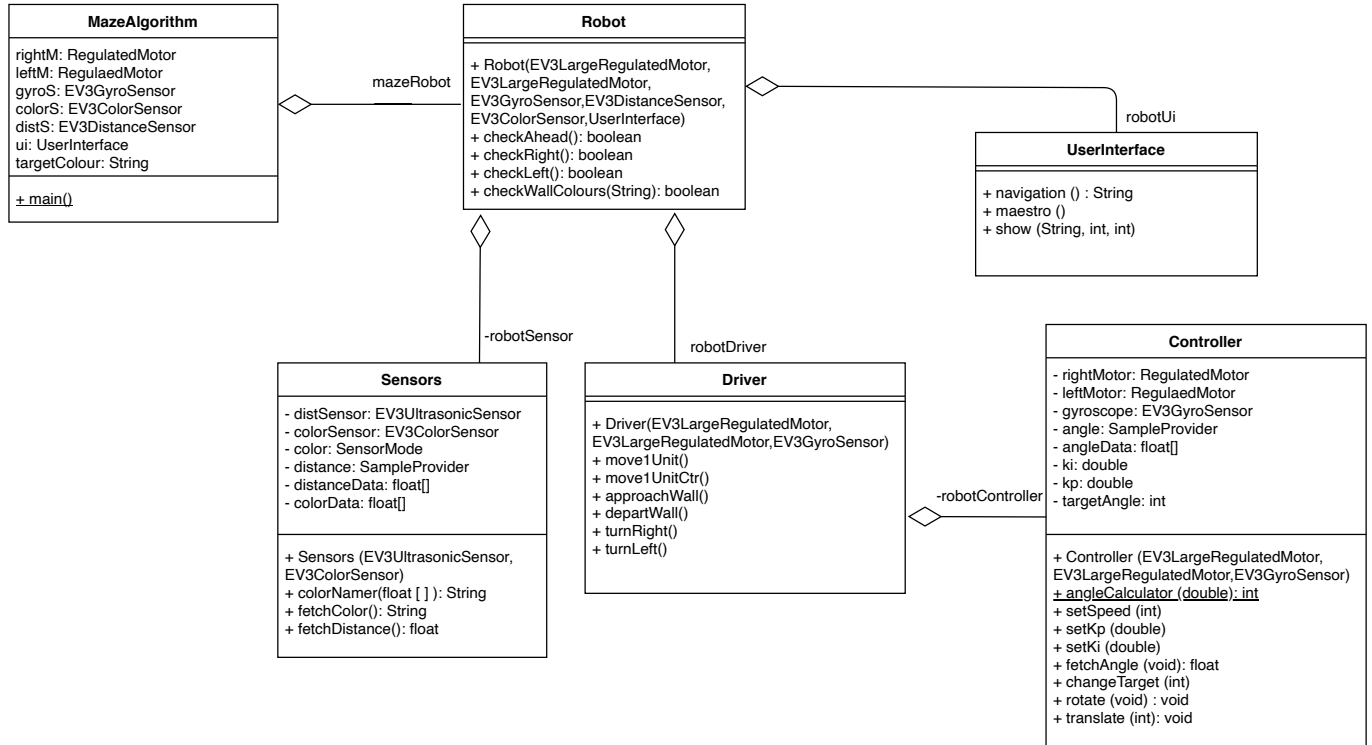 MazeAlgorithm
rightM: RegulatedMotor
leftM: RegulaedMotor
gyroS: EV3GyroSensor
colorS: EV3ColorSensor
distS: EV3DistanceSensor
ui: UserInterface
targetColour: String
+ main()
mazeRobot
Robot
+ Robot(EV3LargeRegulatedMotor,
EV3LargeRegulatedMotor,
EV3GyroSensor,EV3DistanceSensor,
EV3ColorSensor,UserInterface)
+ checkAhead(): boolean
+ checkRight(): boolean
+ checkLeft(): boolean
+ checkWallColours(String): boolean
robotUi
UserInterface
+ navigation () : String
+ maestro ()
+ show (String, int, int)
-robotSensor
robotDriver
Sensors
- distSensor: EV3UltrasonicSensor
- colorSensor: EV3ColorSensor
- color: SensorMode
- distance: SampleProvider
- distanceData: float[]
- colorData: float[]
+ Sensors (EV3UltrasonicSensor,
EV3ColorSensor)
+ colorNamer(float [ ] ): String
+ fetchColor(): String
+ fetchDistance(): float
Driver
+ Driver(EV3LargeRegulatedMotor,
EV3LargeRegulatedMotor,EV3GyroSensor)
+ move1Unit()
+ move1UnitCtr()
+ approachWall()
+ departWall()
+ turnRight()
+ turnLeft()
-robotController
Controller
- rightMotor: RegulatedMotor
- leftMotor: RegulaedMotor
- gyroscope: EV3GyroSensor
- angle: SampleProvider
- angleData: float[]
- ki: double
- kp: double
- targetAngle: int
+ Controller (EV3LargeRegulatedMotor,
EV3LargeRegulatedMotor,EV3GyroSensor)
+ angleCalculator (double): int
+ setSpeed (int)
+ setKp (double)
+ setKi (double)
+ fetchAngle (void): float
+ changeTarget (int)
+ rotate (void) : void
+ translate (int): void